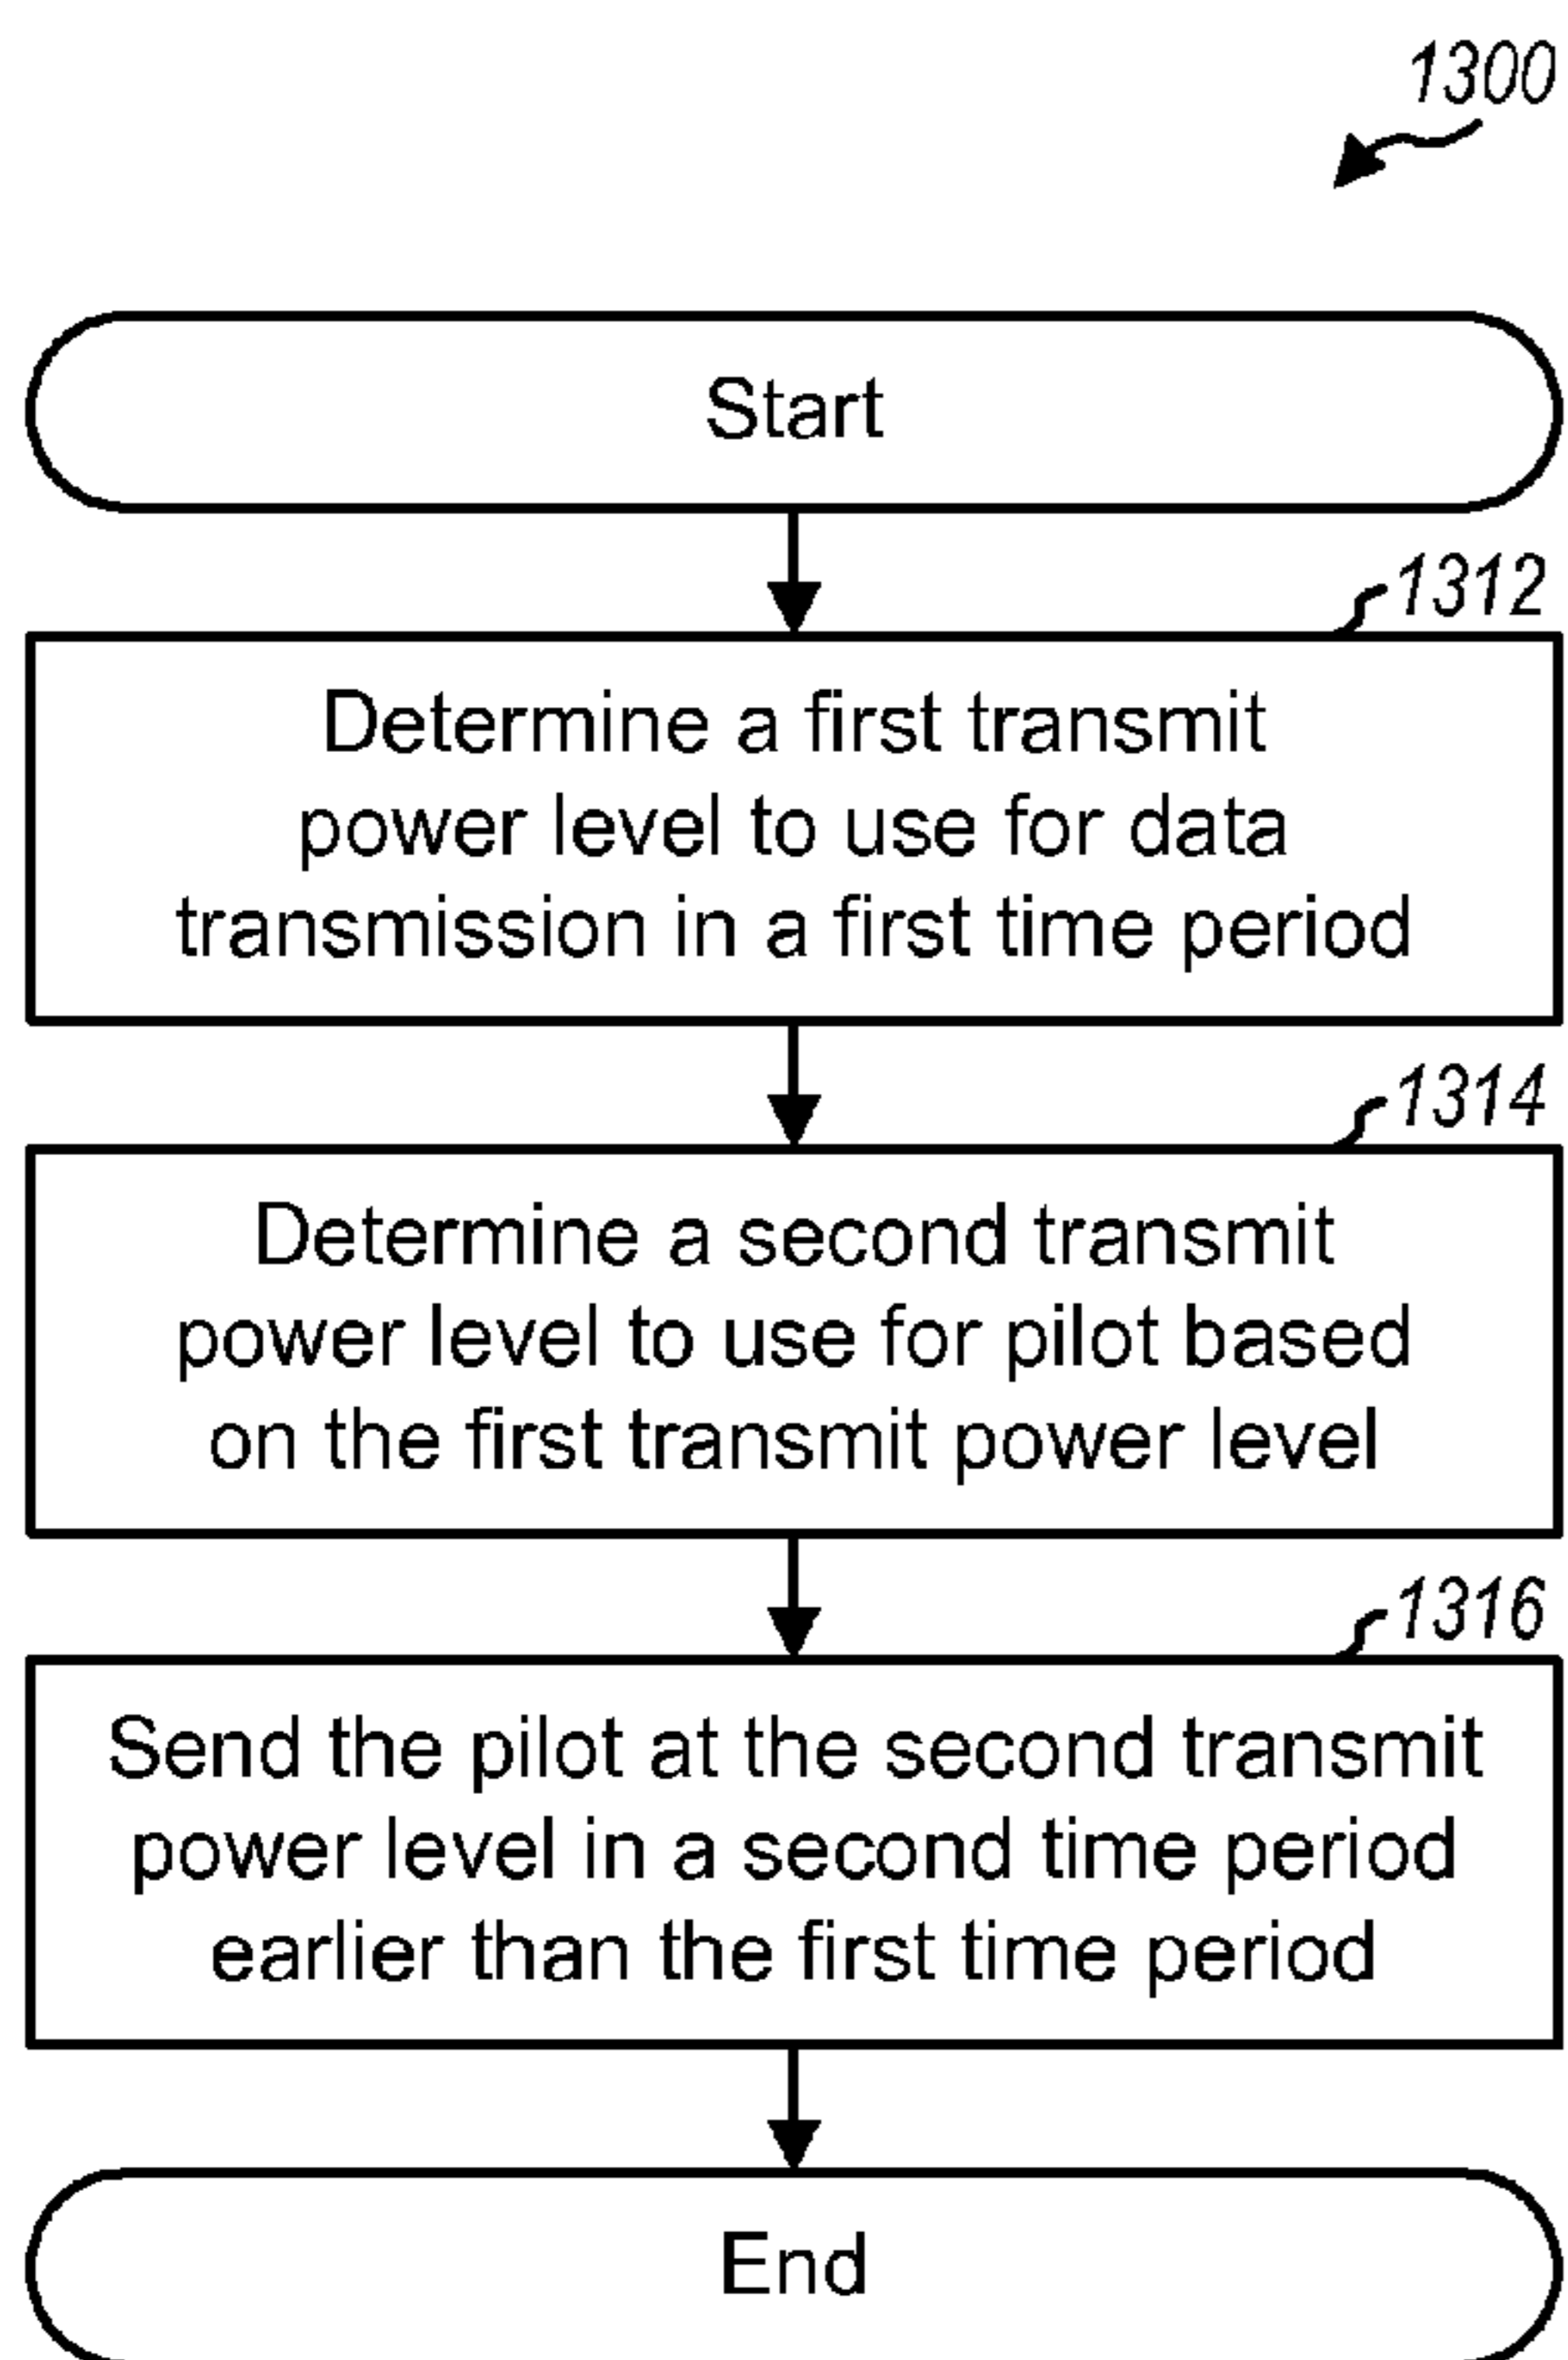 1300
Start
1312
Determine a first transmit
power level to use for data
transmission in a first time period
1314
Determine a second transmit
power level to use for pilot based
on the first transmit power level
1316
Send the pilot at the second transmit
power level in a second time period
earlier than the first time period
End